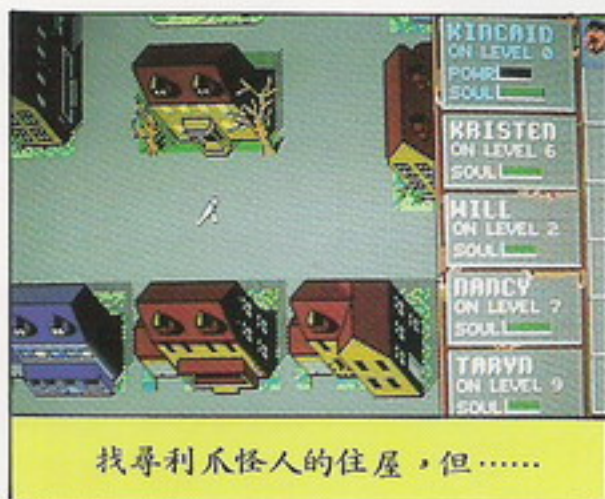 KINCAID
ON LEVEL 0
POWR
SOUL
KRISTEN
ON LEVEL 6
SOUL
WILL
ON LEVEL 2
SOUL
NANCY
ON LEVEL 7
SOUL
TARYN
ON LEVEL 9
SOUL
找尋利爪怪人的住屋，但……